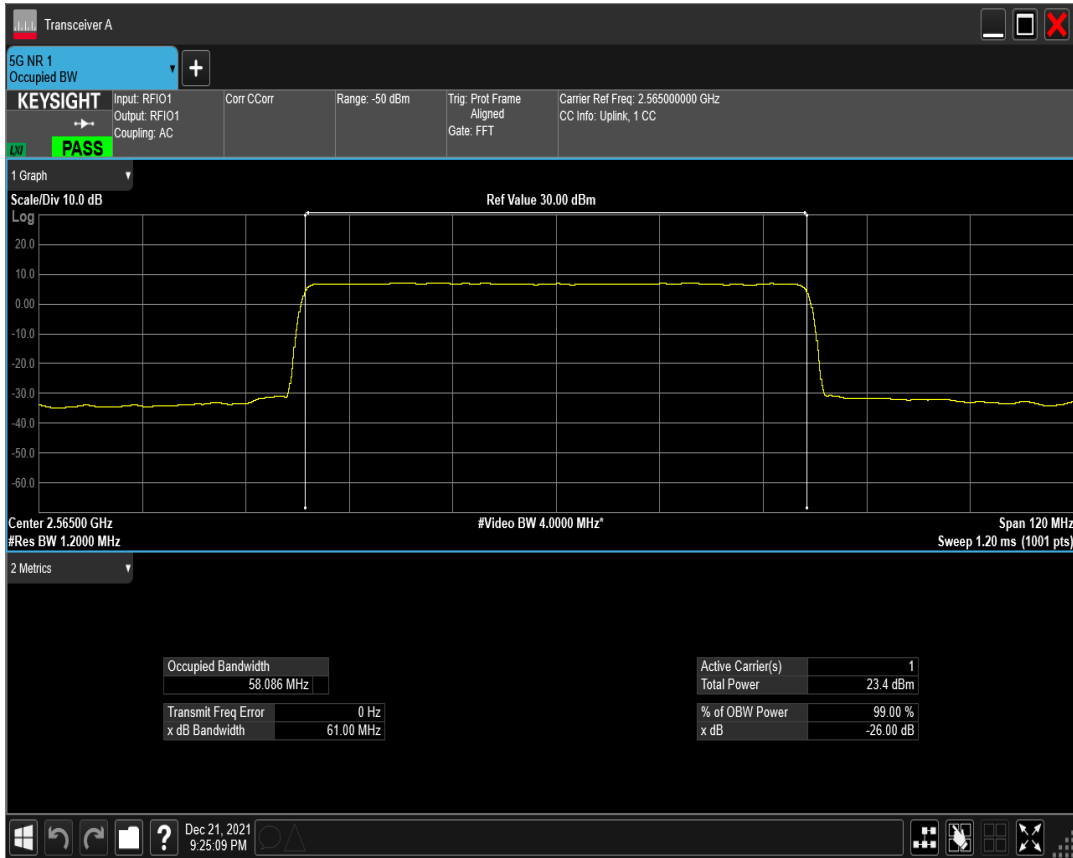 Transceiver A
5G NR 1
Occupied BW
KEYSIGHT
LXI
PASS
Input: RFIO1
Output: RFIO1
Coupling: AC
Corr CCorr
Range: -50 dBm
Trig: Prot Frame
Aligned
Gate: FFT
Carrier Ref Freq: 2.565000000 GHz
CC Info: Uplink, 1 CC
1 Graph
Scale/Div 10.0 dB
Ref Value 30.00 dBm
Log
20.0
10.0
0.00
-10.0
-20.0
-30.0
-40.0
-50.0
-60.0
Center 2.56500 GHz
#Video BW 4.0000 MHz*
Span 120 MHz
#Res BW 1.2000 MHz
Sweep 1.20 ms (1001 pts)
2 Metrics
Occupied Bandwidth
58.086 MHz
Transmit Freq Error 0 Hz
x dB Bandwidth 61.00 MHz
Active Carrier(s) 1
Total Power 23.4 dBm
% of OBW Power 99.00 %
x dB -26.00 dB
?
Dec 21, 2021
9:25:09 PM